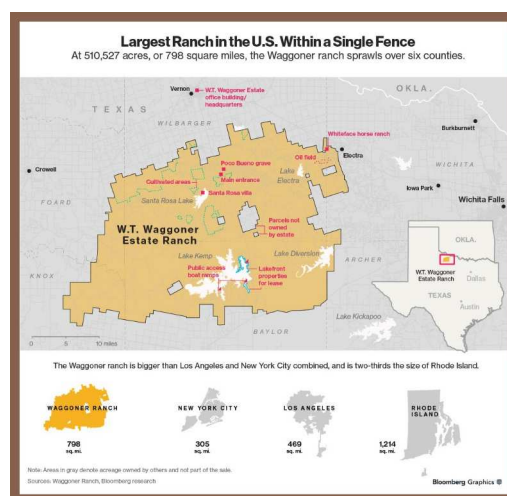 Largest Ranch in the U.S. Within a Single Fence
At 510,527 acres, or 798 square miles, the Waggoner ranch sprawls over six counties.
OKLA.
Vernon
W.T. Waggoner Estate
office building/
headquarters
TEXAS
WILBARGER
Whiteface horse ranch
Burkburnett
Oil field
Electra
Poco Bueno grave
Main entrance
Lake
Electra
WICHITA
Crowell
Cultivated areas
Santa Rosa villa
Iowa Park
FOARD
Santa Rosa Lake
Wichita Falls
Parcels not
owned
by estate
W.T. Waggoner
Estate Ranch
OKLA.
Lake Kemp
Lake Diversion
ARCHER
KNOX
Public access
boat ramps
Lakefront
properties
for lease
W.T. Waggoner
Estate Ranch
Dallas
TEXAS
Austin
Lake Kickapoo
BAYLOR
0 5 10 miles
The Waggoner ranch is bigger than Los Angeles and New York City combined, and is two-thirds the size of Rhode Island.
WAGGONER RANCH
798
sq. mi.
NEW YORK CITY
305
sq. mi.
LOS ANGELES
469
sq. mi.
RHODE
ISLAND
1,214
sq. mi.
Note: Areas in gray denote acreage owned by others and not part of the sale.
Sources: Waggoner Ranch, Bloomberg research
Bloomberg Graphics